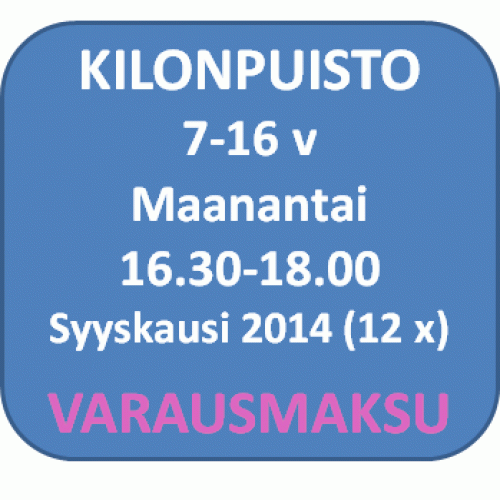 KILONPUISTO
7-16 v
Maanantai
16.30-18.00
Syyskausi 2014 (12 x)
VARAUSMAKSU